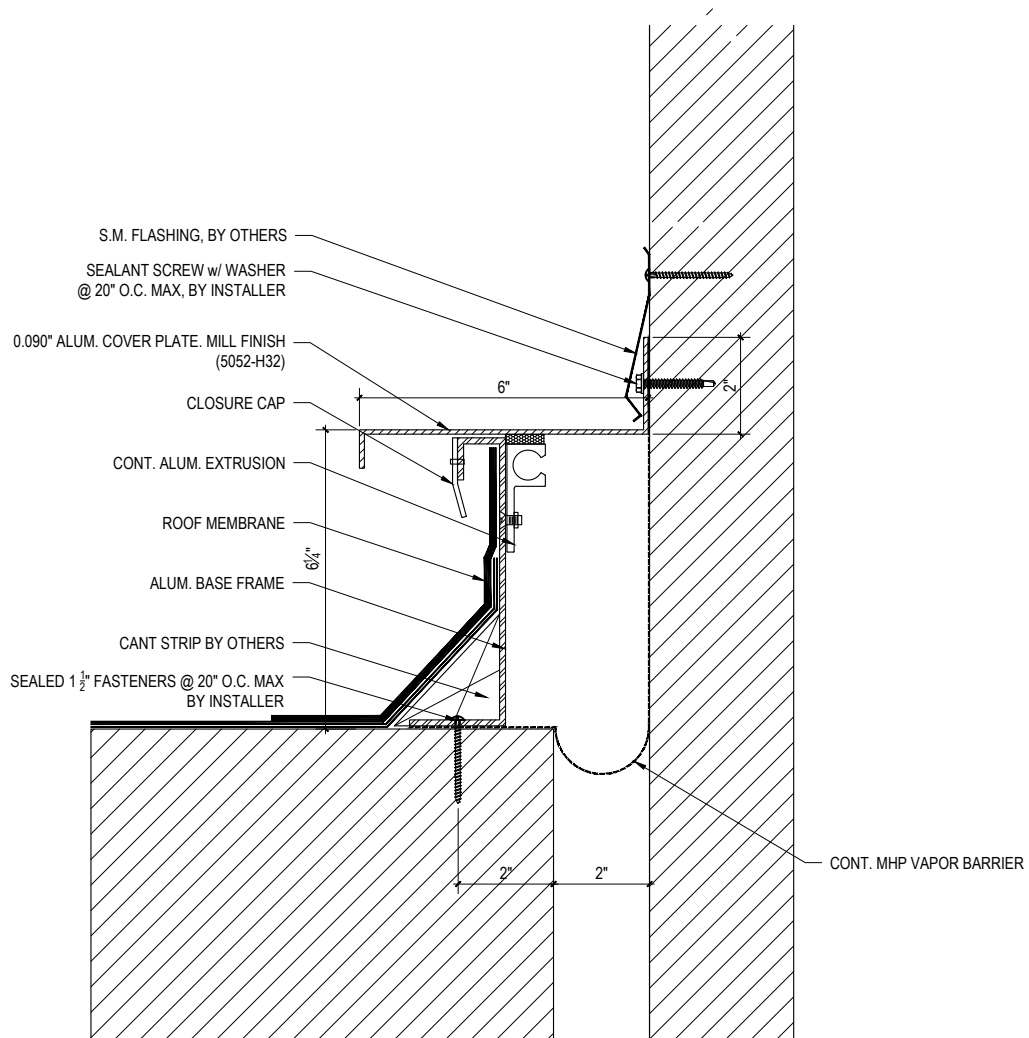 S.M. FLASHING, BY OTHERS
SEALANT SCREW w/ WASHER
@ 20" O.C. MAX, BY INSTALLER
0.090" ALUM. COVER PLATE. MILL FINISH
(5052-H32)
6"
2"
CLOSURE CAP
CONT. ALUM. EXTRUSION
ROOF MEMBRANE
6¼"
ALUM. BASE FRAME
CANT STRIP BY OTHERS
SEALED 1 ½" FASTENERS @ 20" O.C. MAX
BY INSTALLER
CONT. MHP VAPOR BARRIER
2"
2"